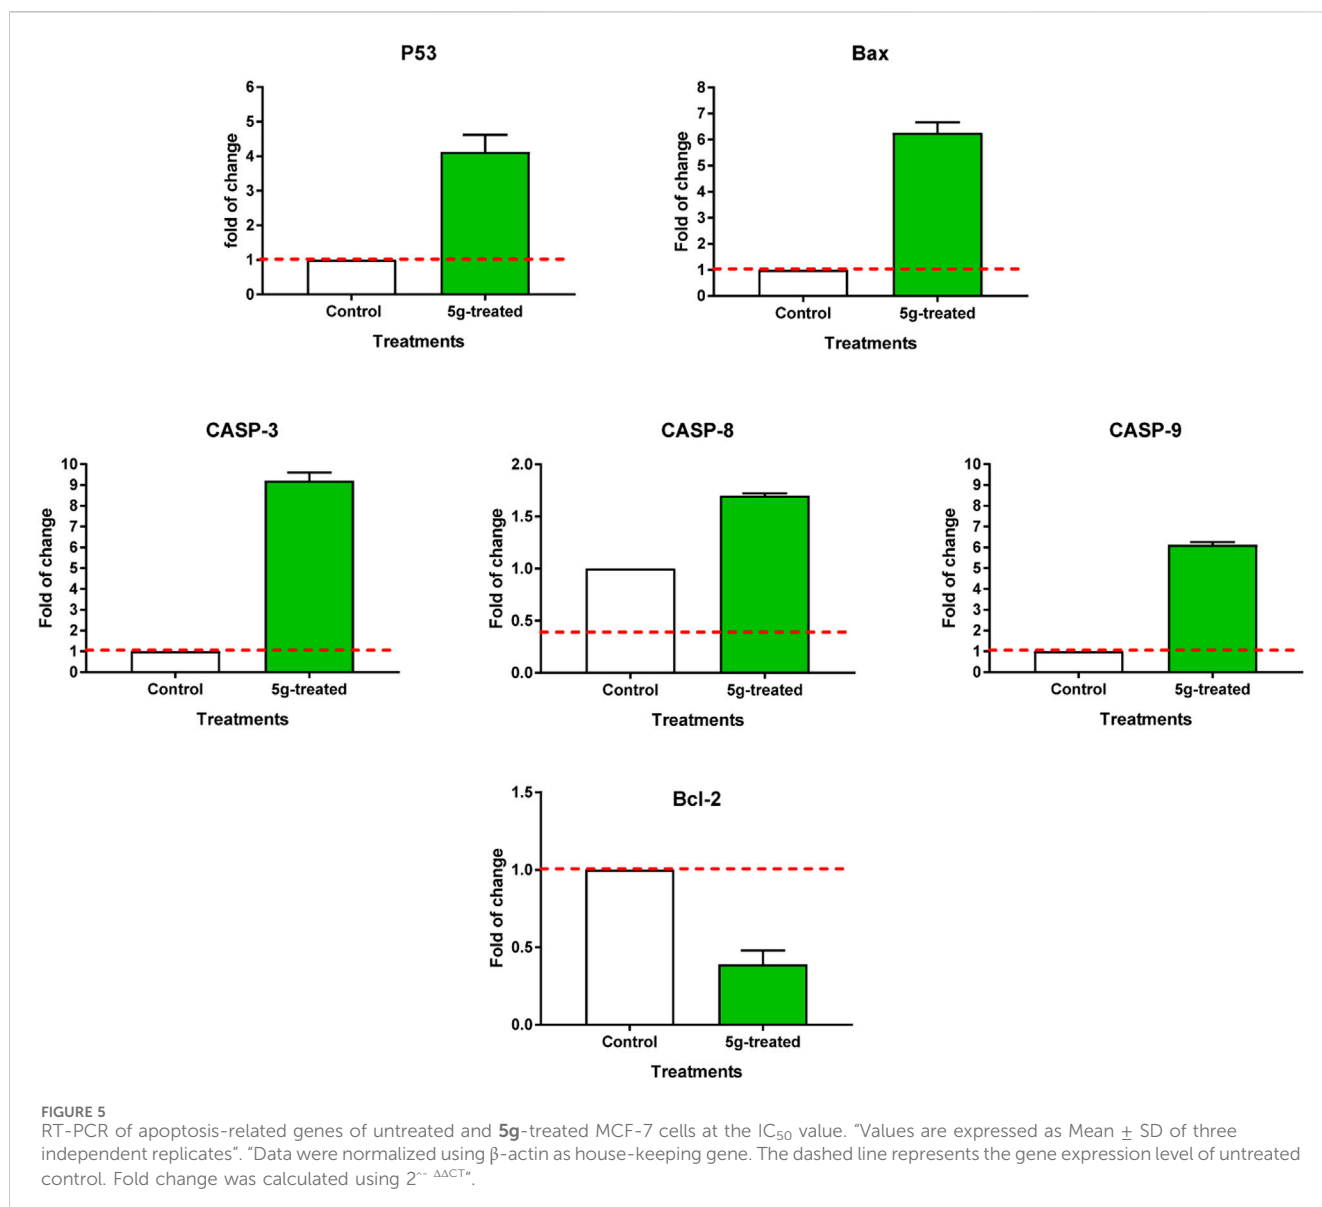 P53
6
5
4
3
2
1
0
fold of change
Control
5g-treated
Treatments
Bax
8
7
6
5
4
3
2
1
0
Fold of change
Control
5g-treated
Treatments
CASP-3
10
9
8
7
6
5
4
3
2
1
0
Fold of change
Control
5g-treated
Treatments
CASP-8
2.0
1.5
1.0
0.5
0.0
Fold of change
Control
5g-treated
Treatments
CASP-9
10
9
8
7
6
5
4
3
2
1
0
Fold of change
Control
5g-treated
Treatments
Bcl-2
1.5
1.0
0.5
0.0
Fold of change
Control
5g-treated
Treatments
FIGURE 5
RT-PCR of apoptosis-related genes of untreated and 5g-treated MCF-7 cells at the IC50 value. “Values are expressed as Mean ± SD of three
independent replicates”. “Data were normalized using β-actin as house-keeping gene. The dashed line represents the gene expression level of untreated
control. Fold change was calculated using 2^- ΔΔCT”.